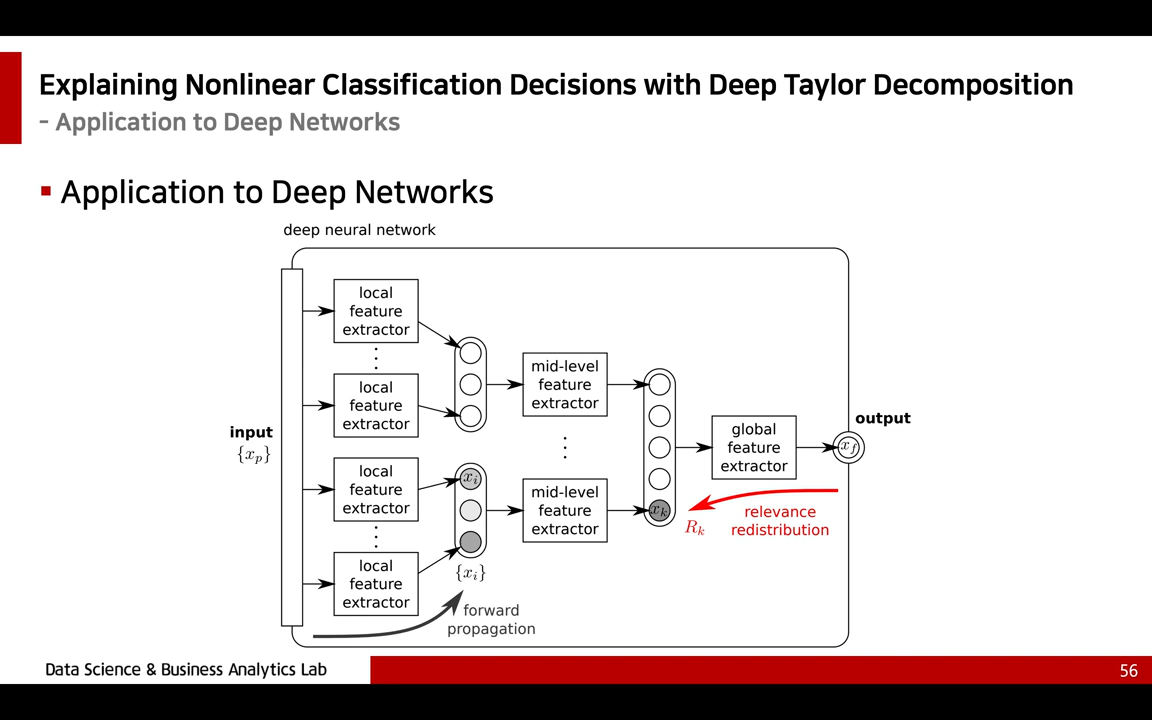 Explaining Nonlinear Classification Decisions with Deep Taylor Decomposition
- Application to Deep Networks
▪ Application to Deep Networks
deep neural network
input
{x_p}
local
feature
extractor
local
feature
extractor
local
feature
extractor
local
feature
extractor
x_i
{x_i}
forward
propagation
mid-level
feature
extractor
mid-level
feature
extractor
x_k
R_k
global
feature
extractor
output
x_f
relevance
redistribution
Data Science & Business Analytics Lab
56